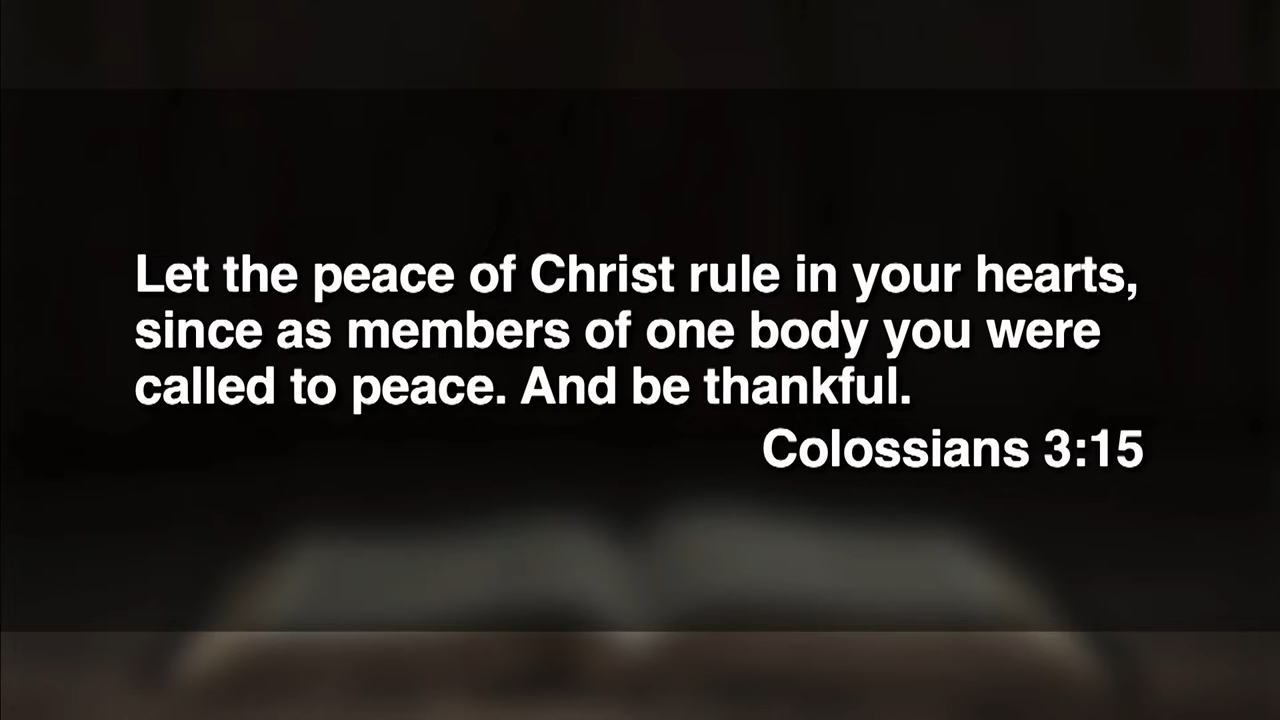 Let the peace of Christ rule in your hearts,
since as members of one body you were
called to peace. And be thankful.
Colossians 3:15